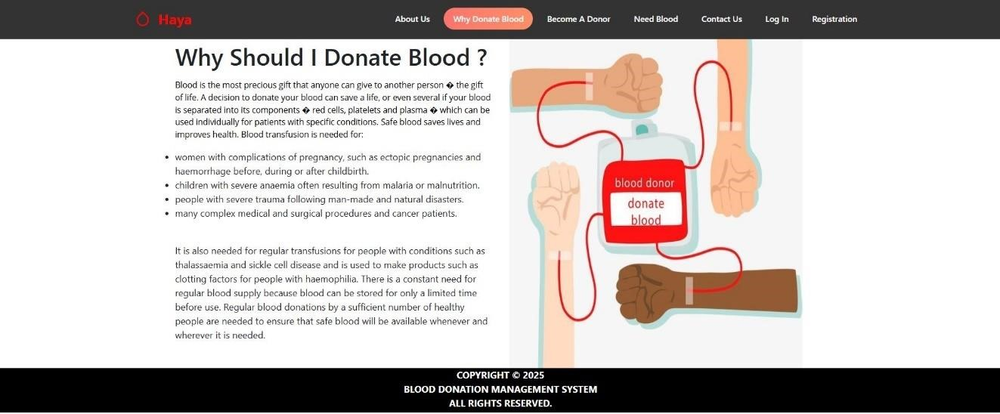 Haya
About Us
Why Donate Blood
Become A Donor
Need Blood
Contact Us
Log In
Registration
Why Should I Donate Blood ?
Blood is the most precious gift that anyone can give to another person � the gift
of life. A decision to donate your blood can save a life, or even several if your blood
is separated into its components � red cells, platelets and plasma � which can be
used individually for patients with specific conditions. Safe blood saves lives and
improves health. Blood transfusion is needed for:
• women with complications of pregnancy, such as ectopic pregnancies and
haemorrhage before, during or after childbirth.
• children with severe anaemia often resulting from malaria or malnutrition.
• people with severe trauma following man-made and natural disasters.
• many complex medical and surgical procedures and cancer patients.
It is also needed for regular transfusions for people with conditions such as
thalassaemia and sickle cell disease and is used to make products such as
clotting factors for people with haemophilia. There is a constant need for
regular blood supply because blood can be stored for only a limited time
before use. Regular blood donations by a sufficient number of healthy
people are needed to ensure that safe blood will be available whenever and
wherever it is needed.
blood donor
donate
blood
COPYRIGHT © 2025
BLOOD DONATION MANAGEMENT SYSTEM
ALL RIGHTS RESERVED.